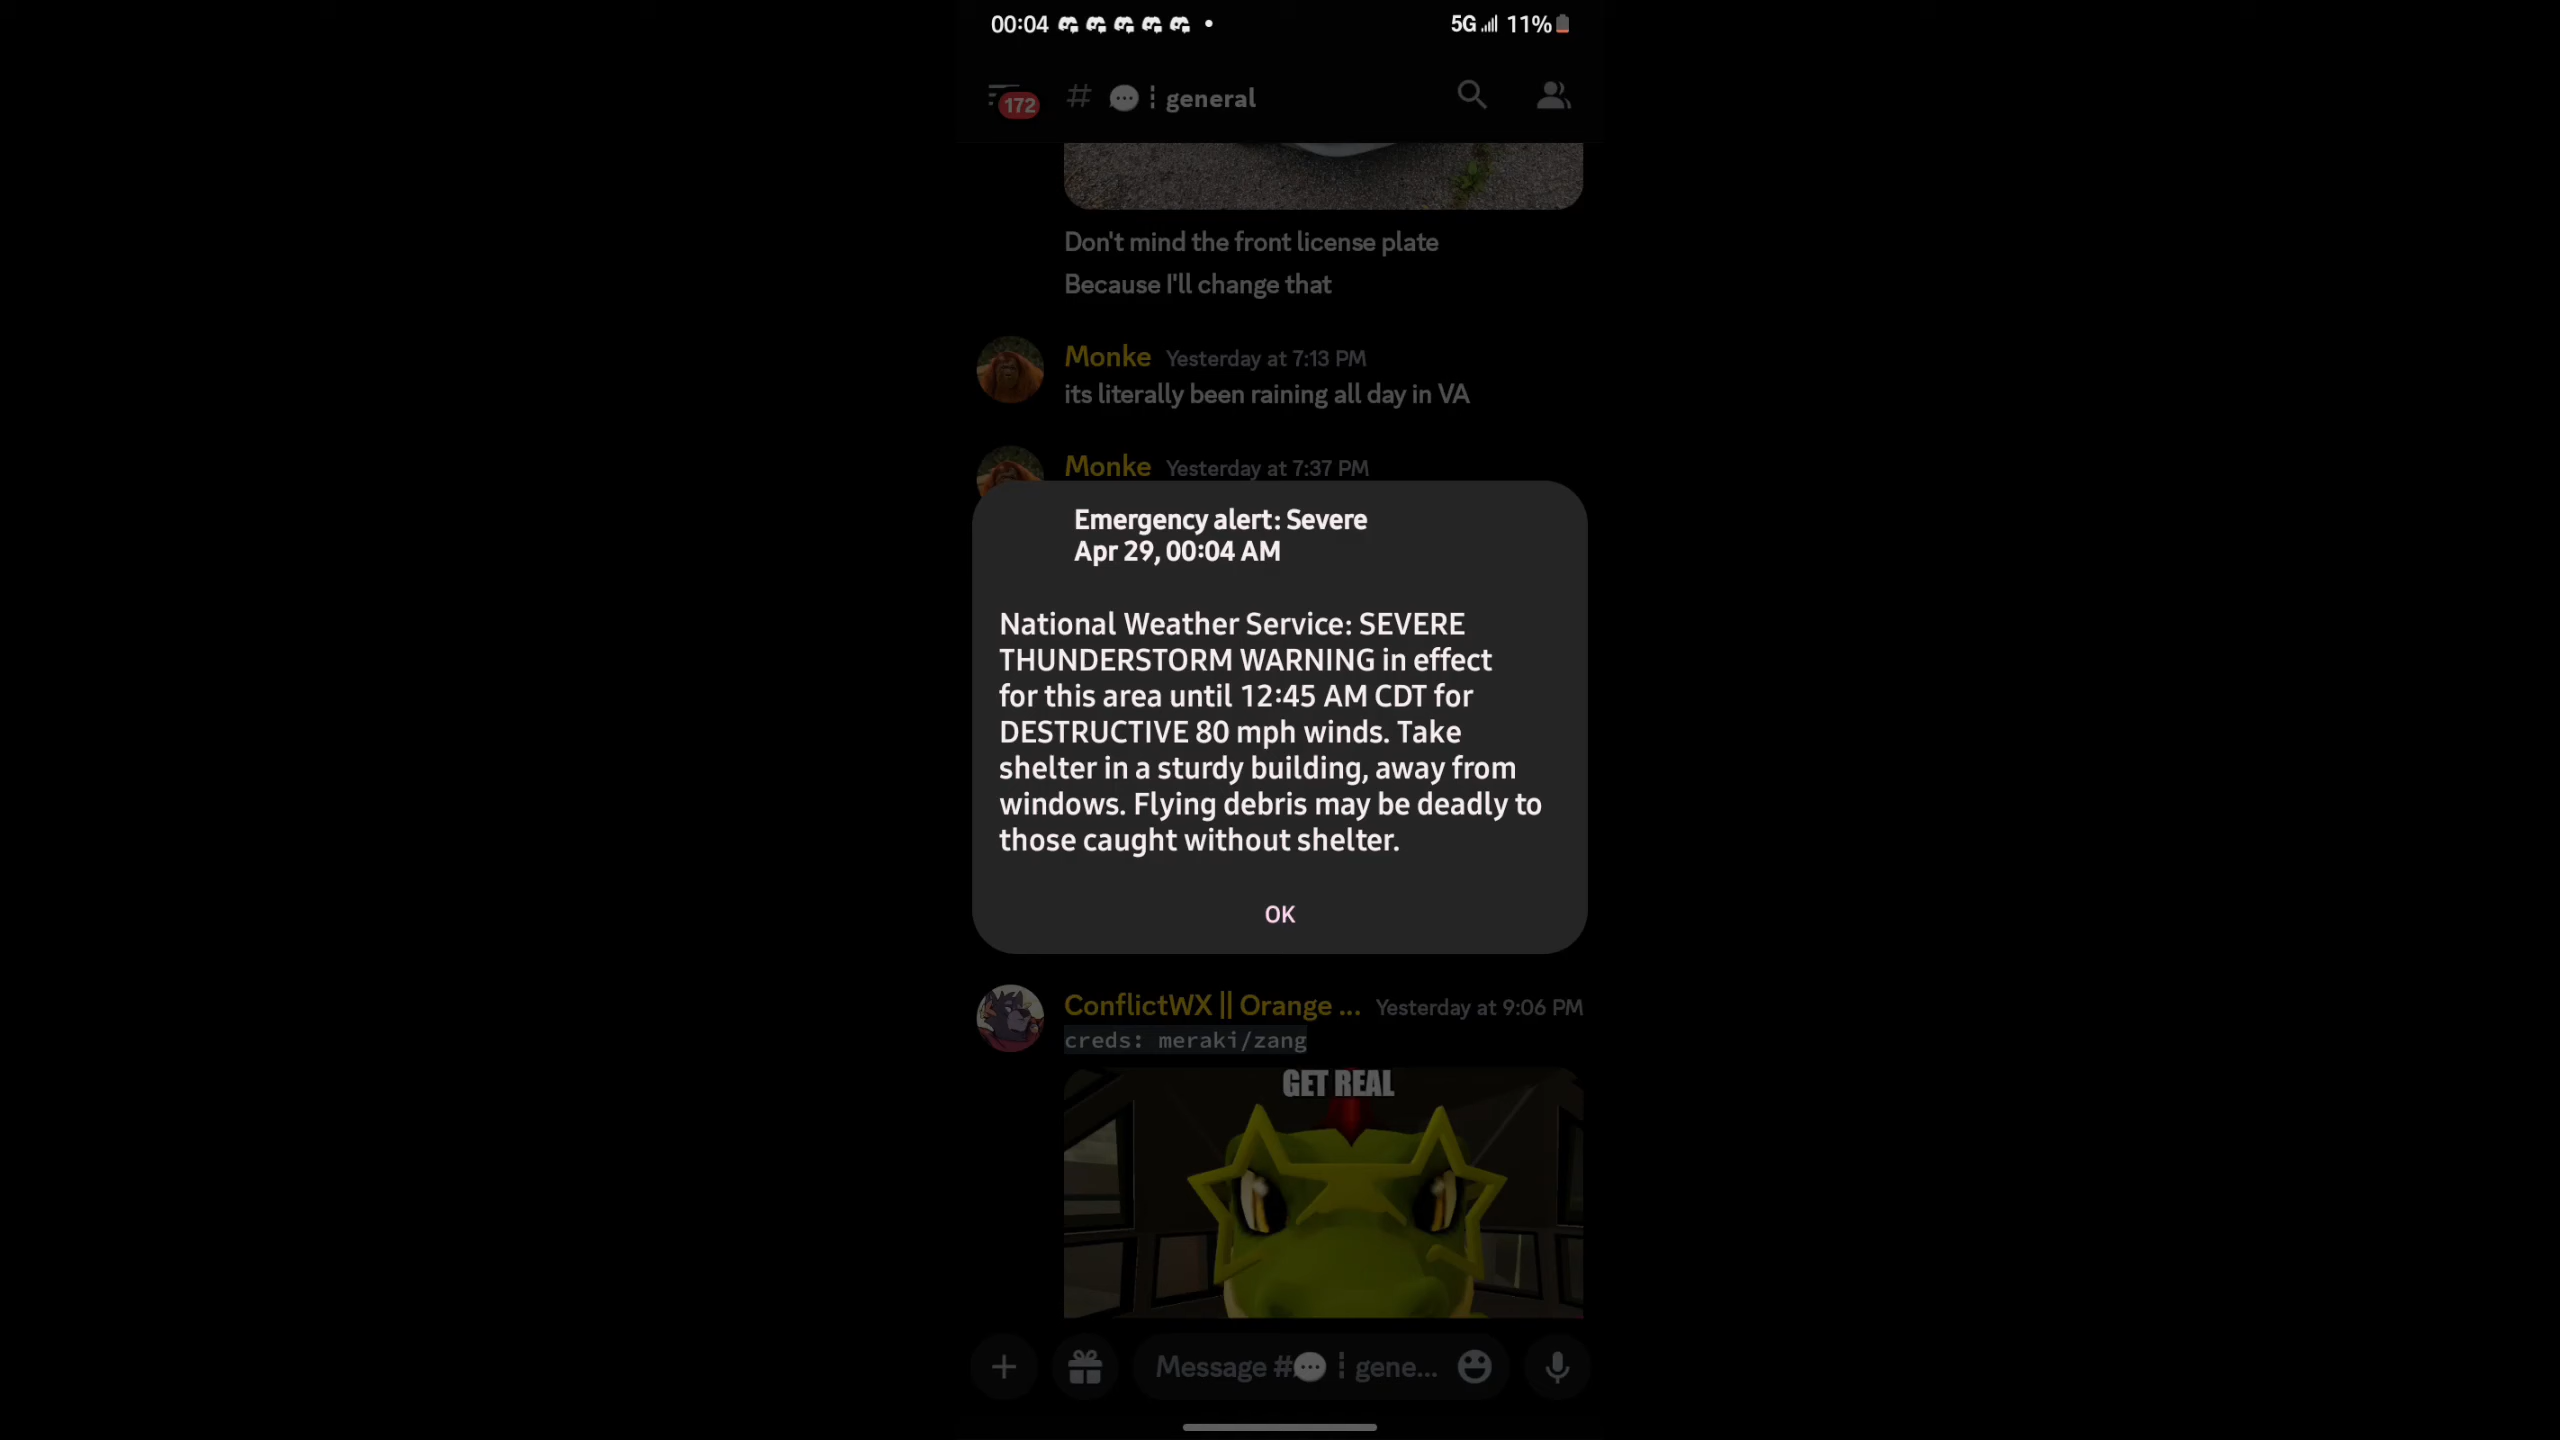 00:04
5G 11%
172 # 💬┋general
Don't mind the front license plate
Because I'll change that
Monke Yesterday at 7:13 PM
its literally been raining all day in VA
Monke Yesterday at 7:37 PM
Emergency alert: Severe
Apr 29, 00:04 AM
National Weather Service: SEVERE
THUNDERSTORM WARNING in effect
for this area until 12:45 AM CDT for
DESTRUCTIVE 80 mph winds. Take
shelter in a sturdy building, away from
windows. Flying debris may be deadly to
those caught without shelter.
OK
ConflictWX || Orange ... Yesterday at 9:06 PM
creds: meraki/zang
GET REAL
Message #💬┋gene...